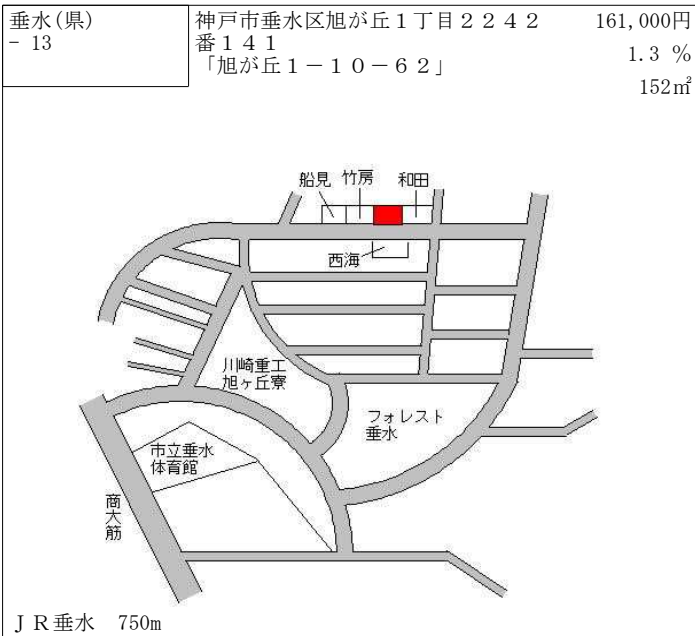 垂水(県)
- 13
神戸市垂水区旭が丘１丁目２２４２
番１４１
「旭が丘１－１０－６２」
161,000円
1.3 %
152㎡
船見
竹房
和田
西海
川崎重工
旭ヶ丘寮
フォレスト
垂水
市立垂水
体育館
商大筋
ＪＲ垂水　750m